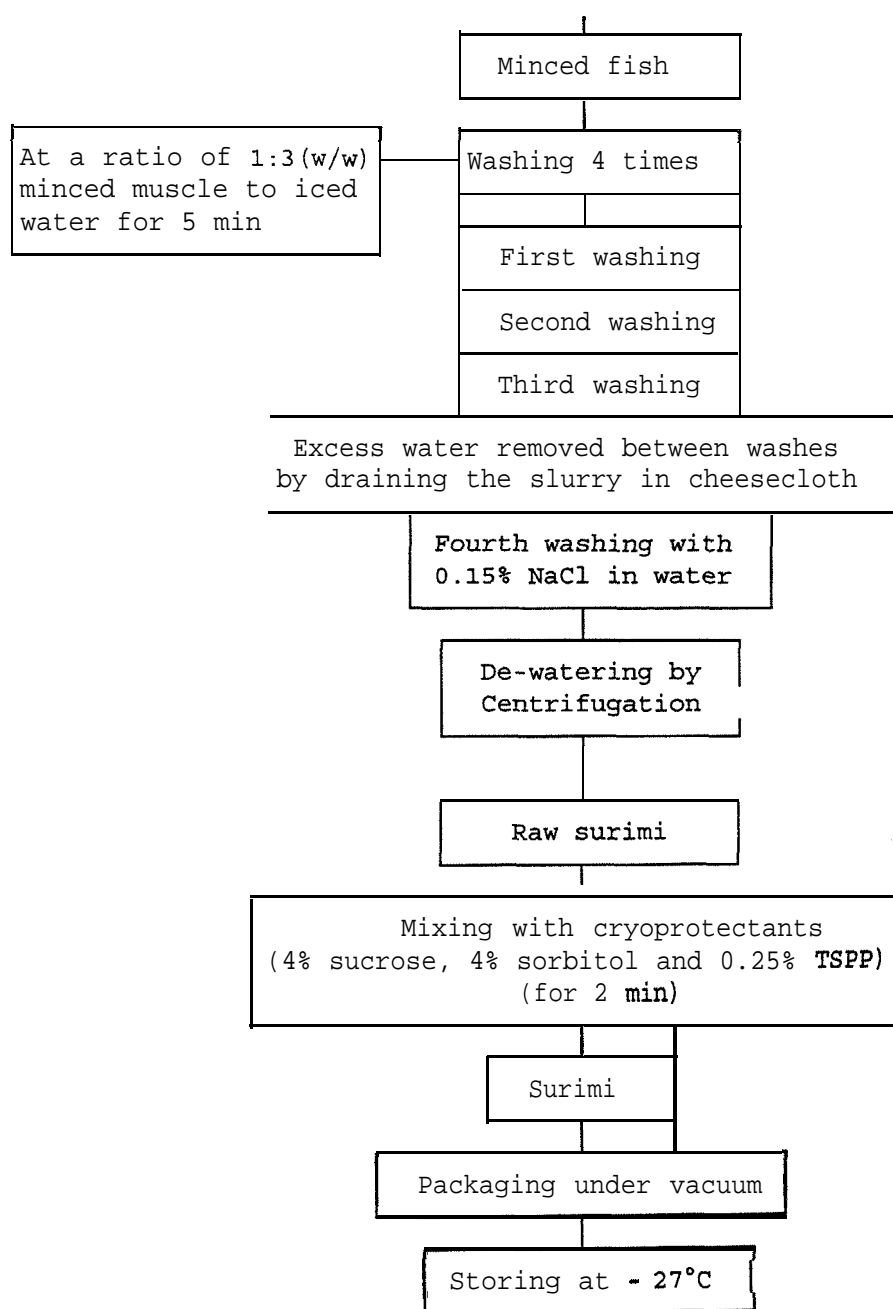 Minced fish
At a ratio of 1:3(w/w)
minced muscle to iced
water for 5 min
Washing 4 times
First washing
Second washing
Third washing
Excess water removed between washes
by draining the slurry in cheesecloth
Fourth washing with
0.15% NaCl in water
De-watering by
Centrifugation
Raw surimi
Mixing with cryoprotectants
(4% sucrose, 4% sorbitol and 0.25% TSPP)
(for 2 min)
Surimi
Packaging under vacuum
Storing at - 27°C